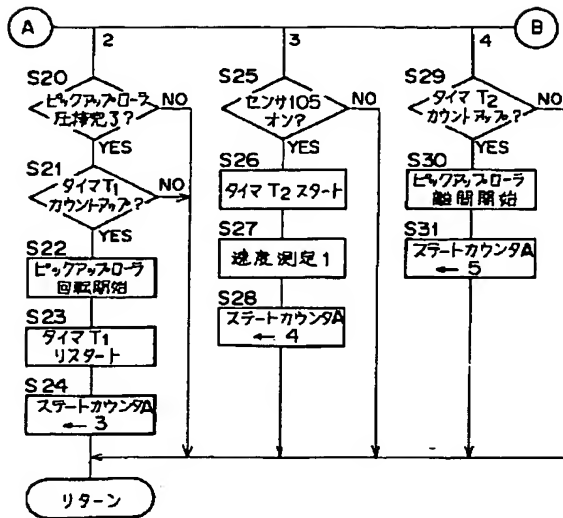 A
2
3
4
B
S20
ピックアップローラ
圧接完了?
NO
YES
S21
タイマT1
カウントアップ?
NO
YES
S22
ピックアップローラ
回転開始
S23
タイマT1
リスタート
S24
ステートカウンタA
← 3
リターン
S25
センサ105
オン?
NO
YES
S26
タイマT2スタート
S27
速度測定1
S28
ステートカウンタA
← 4
S29
タイマT2
カウントアップ?
NO
YES
S30
ピックアップローラ
離間開始
S31
ステートカウンタA
← 5